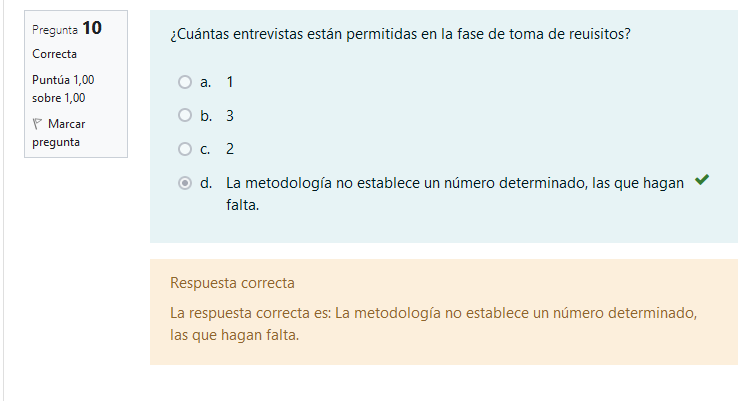 Pregunta 10
Correcta
Puntúa 1,00
sobre 1,00
Marcar
pregunta
¿Cuántas entrevistas están permitidas en la fase de toma de reuisitos?
a. 1
b. 3
c. 2
d. La metodología no establece un número determinado, las que hagan
falta.
Respuesta correcta
La respuesta correcta es: La metodología no establece un número determinado,
las que hagan falta.